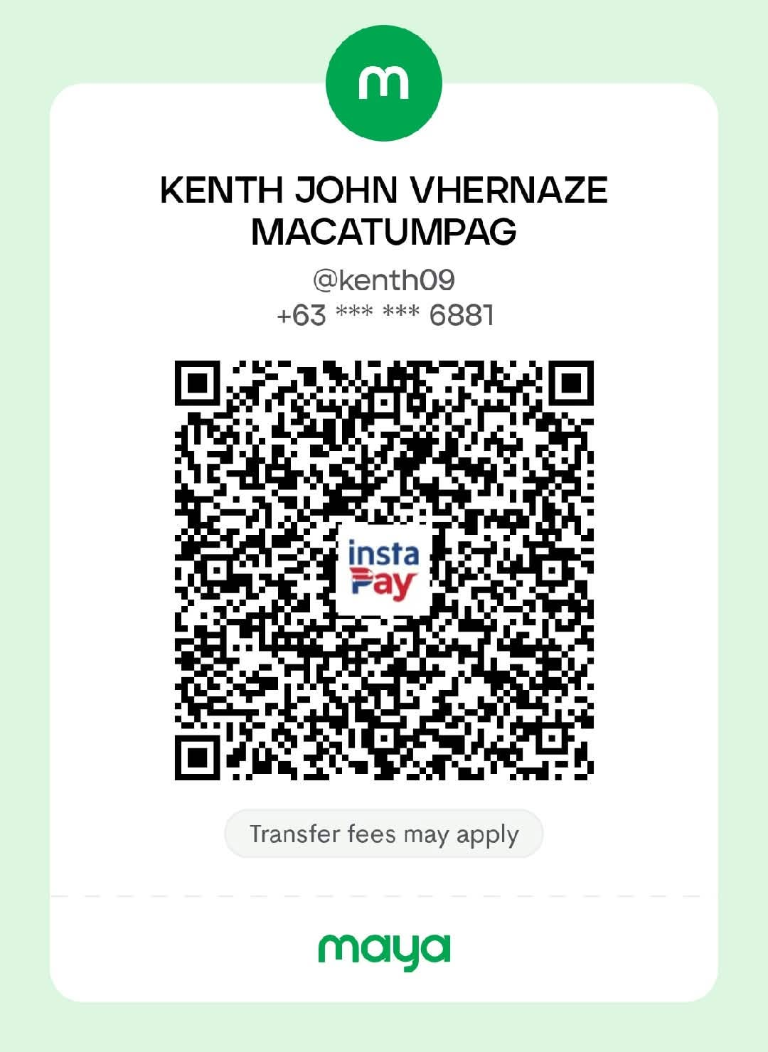 m
KENTH JOHN VHERNAZE
MACATUMPAG
@kenth09
+63 *** *** 6881
insta
Pay
Transfer fees may apply
maya